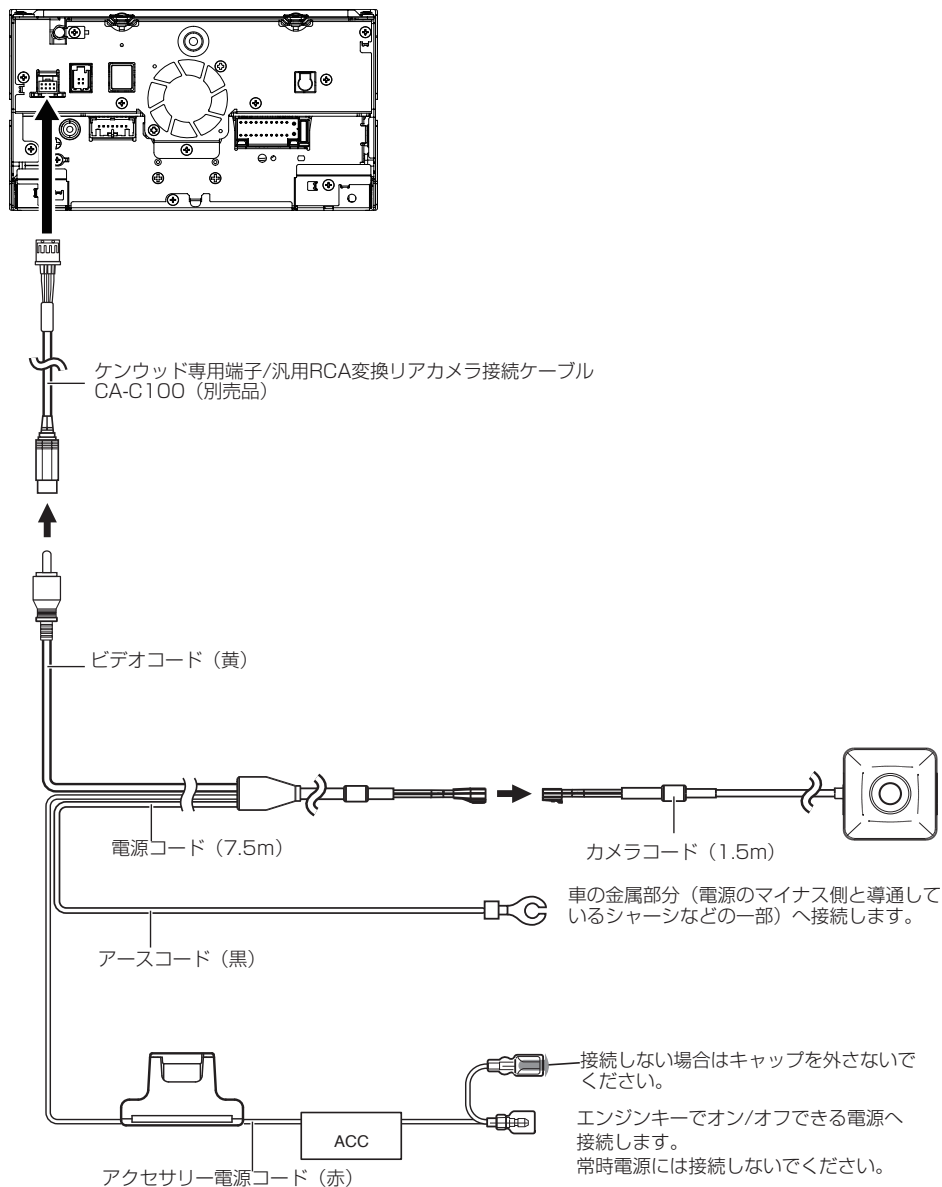 ケンウッド専用端子/汎用RCA変換リアカメラ接続ケーブル
CA-C100（別売品）
ビデオコード（黄）
電源コード（7.5m）
カメラコード（1.5m）
車の金属部分（電源のマイナス側と導通して
いるシャーシなどの一部）へ接続します。
アースコード（黒）
接続しない場合はキャップを外さないで
ください。
エンジンキーでオン/オフできる電源へ
接続します。
常時電源には接続しないでください。
ACC
アクセサリー電源コード（赤）